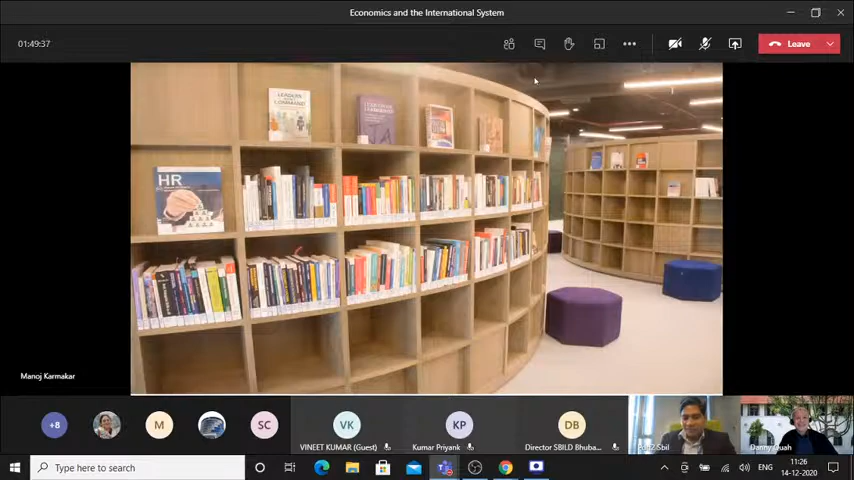 Economics and the International System
01:49:37
Leave
LEADERS
COMMAND
HR
Manoj Karmakar
+8
M
SC
VK
VINEET KUMAR (Guest)
KP
Kumar Priyank
DB
Director SBILD Bhuba...
Danny Quah
Type here to search
ENG
11:26
14-12-2020